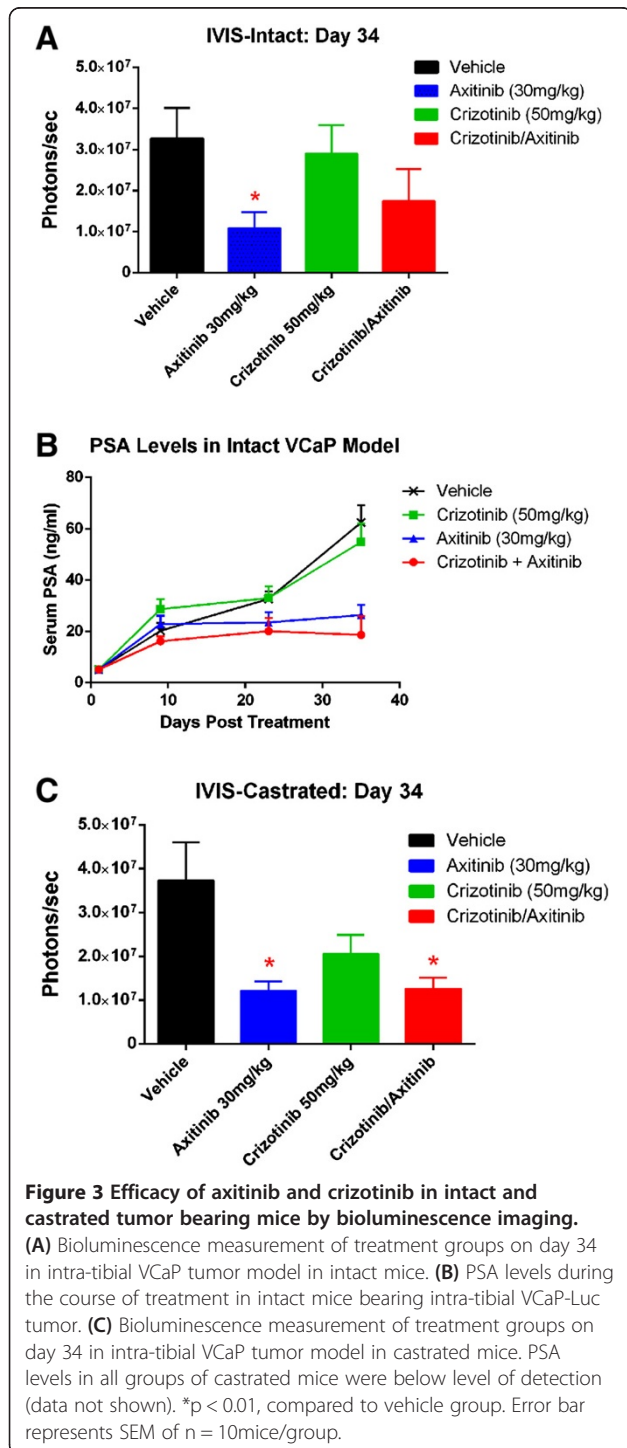 A
IVIS-Intact: Day 34
5.0×10⁷
4.0×10⁷
3.0×10⁷
2.0×10⁷
1.0×10⁷
0
Photons/sec
Vehicle
Axitinib (30mg/kg)
Crizotinib (50mg/kg)
Crizotinib/Axitinib
*
Vehicle
Axitinib 30mg/kg
Crizotinib 50mg/kg
Crizotinib/Axitinib
B
PSA Levels in Intact VCaP Model
80
60
40
20
0
Serum PSA (ng/ml)
Vehicle
Crizotinib (50mg/kg)
Axitinib (30mg/kg)
Crizotinib + Axitinib
0 10 20 30 40
Days Post Treatment
C
IVIS-Castrated: Day 34
5.0×10⁷
4.0×10⁷
3.0×10⁷
2.0×10⁷
1.0×10⁷
0
Photons/sec
Vehicle
Axitinib (30mg/kg)
Crizotinib (50mg/kg)
Crizotinib/Axitinib
* *
Vehicle
Axitinib 30mg/kg
Crizotinib 50mg/kg
Crizotinib/Axitinib
Figure 3 Efficacy of axitinib and crizotinib in intact and
castrated tumor bearing mice by bioluminescence imaging.
(A) Bioluminescence measurement of treatment groups on day 34
in intra-tibial VCaP tumor model in intact mice. (B) PSA levels during
the course of treatment in intact mice bearing intra-tibial VCaP-Luc
tumor. (C) Bioluminescence measurement of treatment groups on
day 34 in intra-tibial VCaP tumor model in castrated mice. PSA
levels in all groups of castrated mice were below level of detection
(data not shown). *p < 0.01, compared to vehicle group. Error bar
represents SEM of n = 10mice/group.